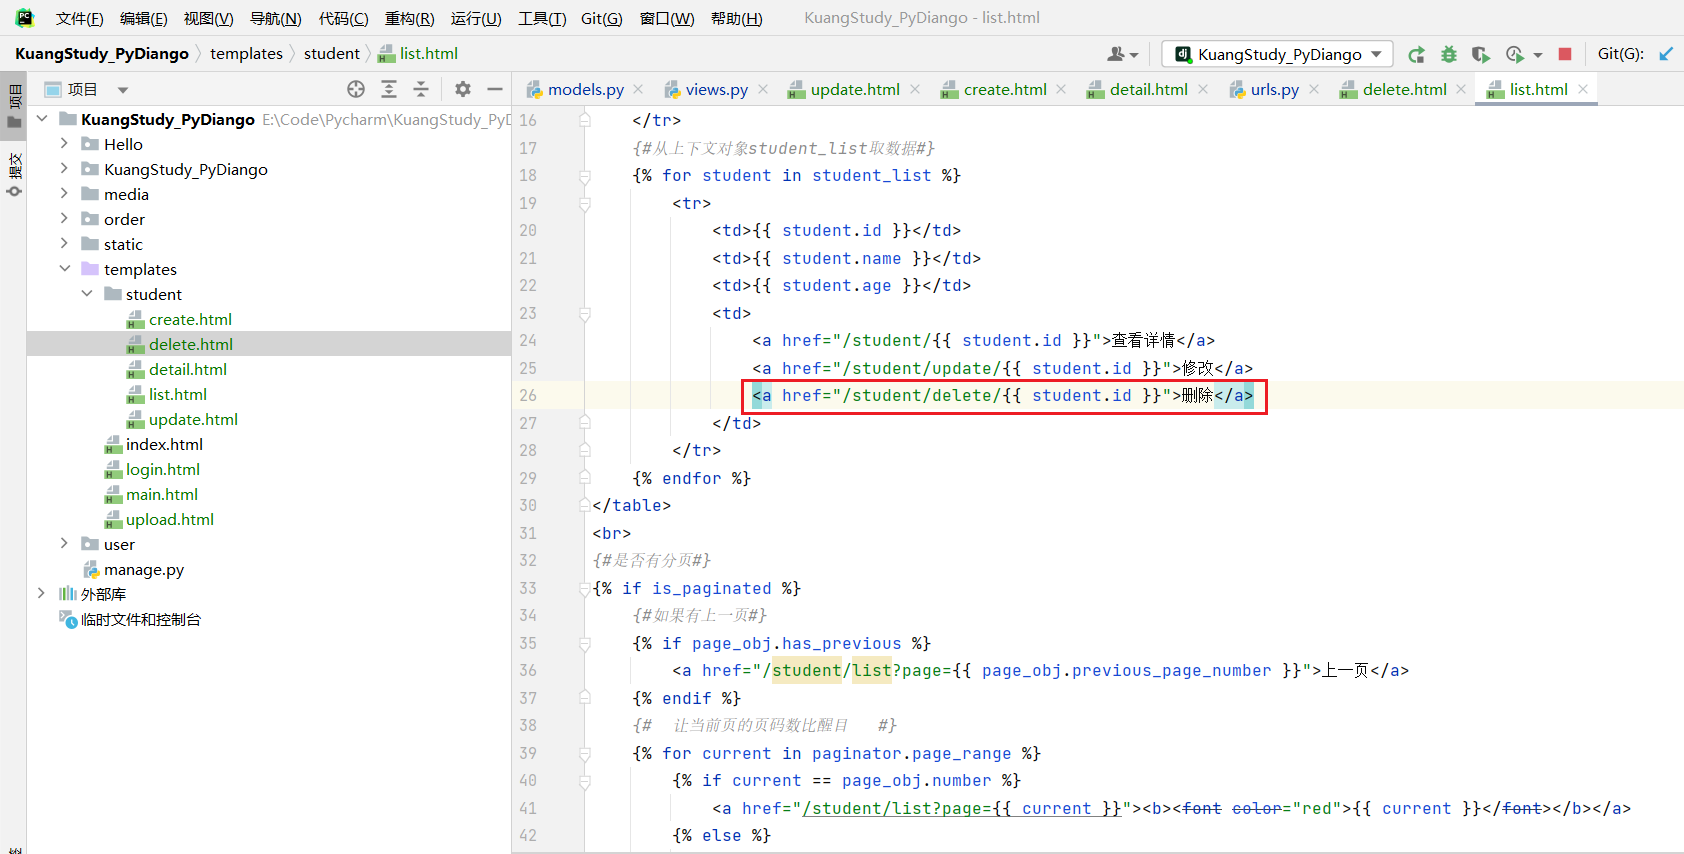 文件(F) 编辑(E) 视图(V) 导航(N) 代码(C) 重构(R) 运行(U) 工具(T) Git(G) 窗口(W) 帮助(H) KuangStudy_PyDiango - list.html
KuangStudy_PyDiango templates student list.html
KuangStudy_PyDiango Git(G):
项目
提交
项目
models.py views.py update.html create.html detail.html urls.py delete.html list.html
KuangStudy_PyDiango E:\Code\Pycharm\KuangStudy_PyD
Hello
KuangStudy_PyDiango
media
order
static
templates
student
create.html
delete.html
detail.html
list.html
update.html
index.html
login.html
main.html
upload.html
user
manage.py
外部库
临时文件和控制台
16 </tr>
17 {#从上下文对象student_list取数据#}
18 {% for student in student_list %}
19 <tr>
20 <td>{{ student.id }}</td>
21 <td>{{ student.name }}</td>
22 <td>{{ student.age }}</td>
23 <td>
24 <a href="/student/{{ student.id }}">查看详情</a>
25 <a href="/student/update/{{ student.id }}">修改</a>
26 <a href="/student/delete/{{ student.id }}">删除</a>
27 </td>
28 </tr>
29 {% endfor %}
30 </table>
31 <br>
32 {#是否有分页#}
33 {% if is_paginated %}
34 {#如果有上一页#}
35 {% if page_obj.has_previous %}
36 <a href="/student/list?page={{ page_obj.previous_page_number }}">上一页</a>
37 {% endif %}
38 {# 让当前页的页码数比醒目 #}
39 {% for current in paginator.page_range %}
40 {% if current == page_obj.number %}
41 <a href="/student/list?page={{ current }}"><b><font color="red">{{ current }}</font></b></a>
42 {% else %}